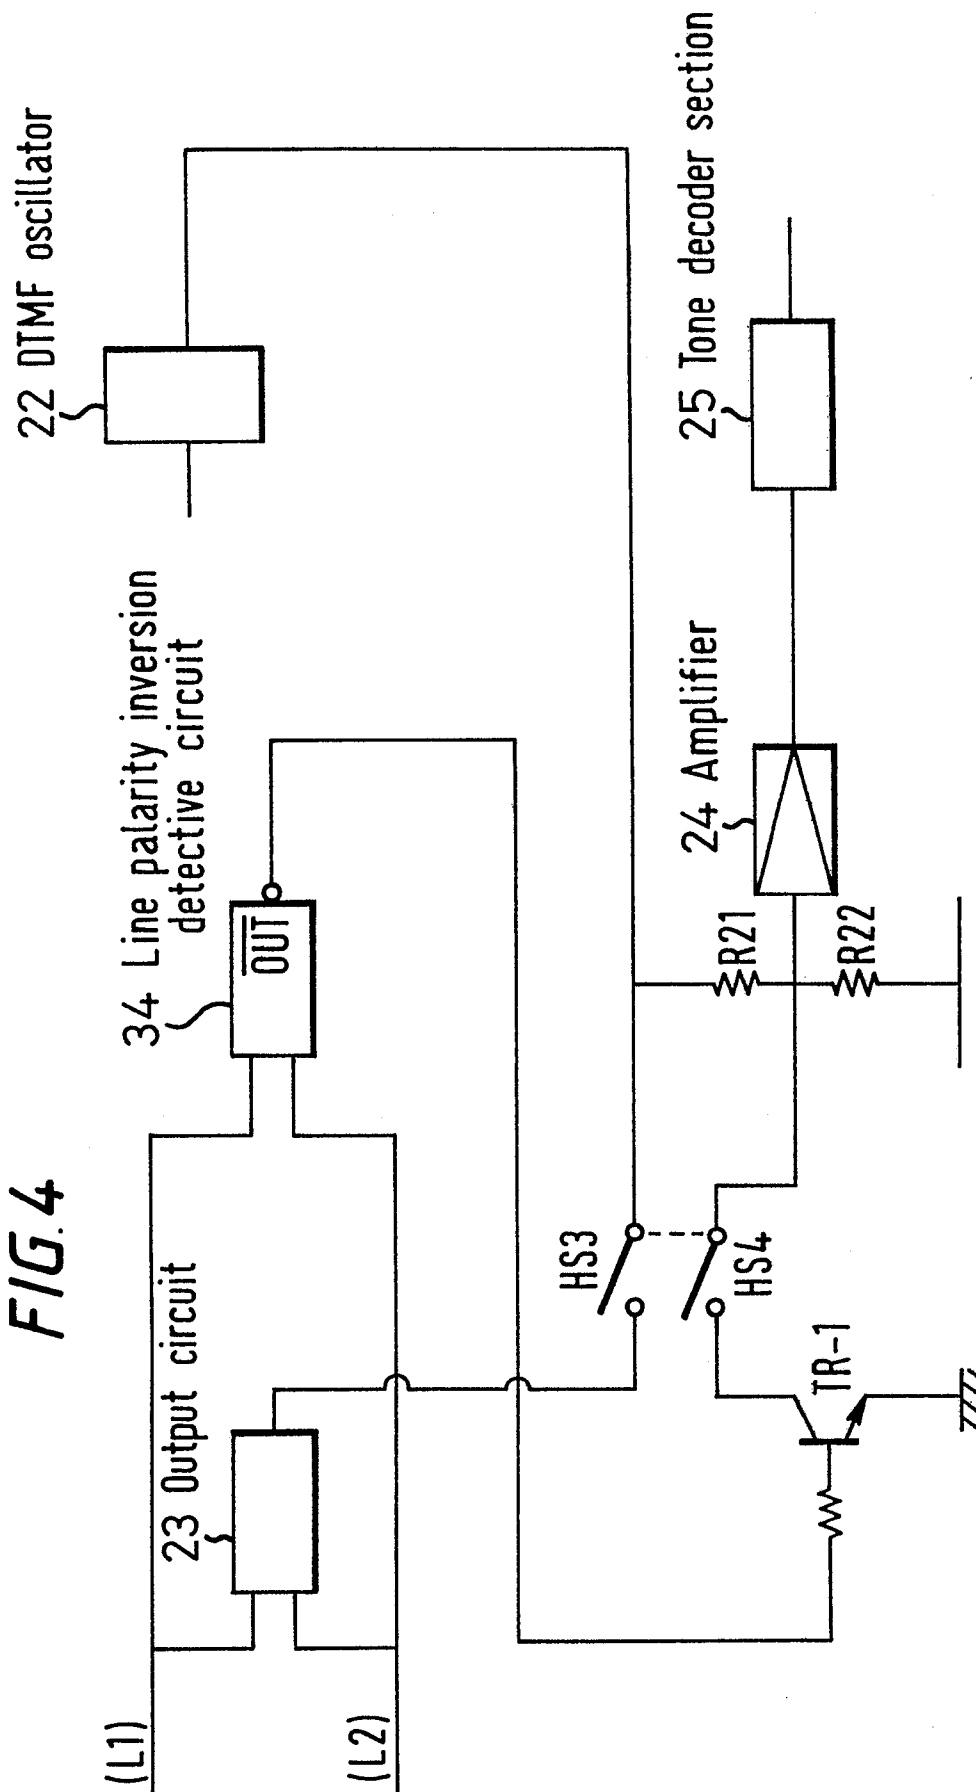 FIG. 4
22 DTMF oscillator
34 Line palarity inversion
detective circuit
23 Output circuit
(L1)
(L2)
OUT
HS3
HS4
TR-1
R21
R22
24 Amplifier
25 Tone decoder section